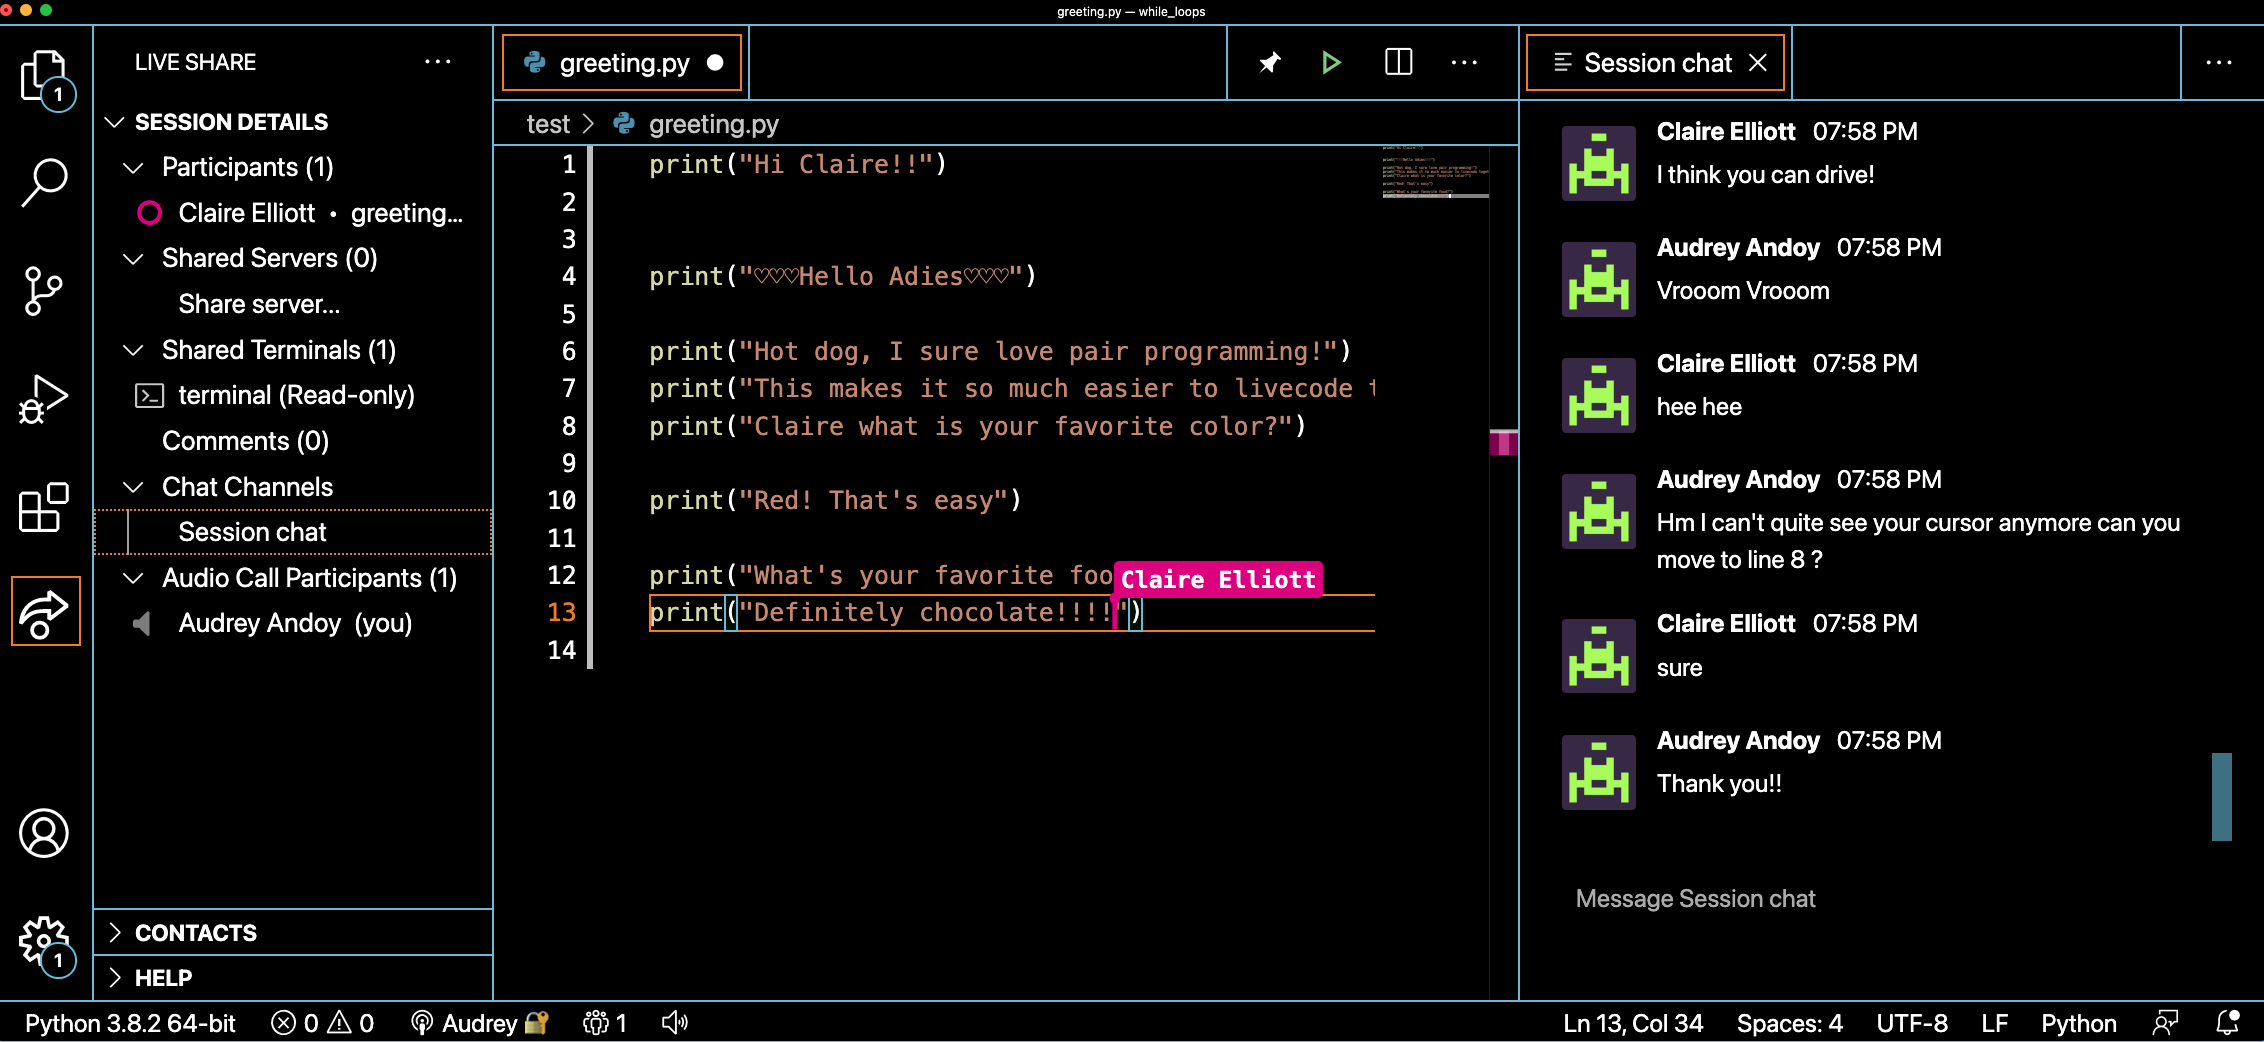 greeting.py — while_loops
LIVE SHARE
SESSION DETAILS
Participants (1)
Claire Elliott • greeting...
Shared Servers (0)
Share server...
Shared Terminals (1)
terminal (Read-only)
Comments (0)
Chat Channels
Session chat
Audio Call Participants (1)
Audrey Andoy (you)
CONTACTS
HELP
1
1
greeting.py
test > greeting.py
1 print("Hi Claire!!")
2
3
4 print("♡♡♡Hello Adies♡♡♡")
5
6 print("Hot dog, I sure love pair programming!")
7 print("This makes it so much easier to livecode t
8 print("Claire what is your favorite color?")
9
10 print("Red! That's easy")
11
12 print("What's your favorite foo
Claire Elliott
13 print("Definitely chocolate!!!!")
14
Session chat
Claire Elliott 07:58 PM
I think you can drive!
Audrey Andoy 07:58 PM
Vrooom Vrooom
Claire Elliott 07:58 PM
hee hee
Audrey Andoy 07:58 PM
Hm I can't quite see your cursor anymore can you
move to line 8 ?
Claire Elliott 07:58 PM
sure
Audrey Andoy 07:58 PM
Thank you!!
Message Session chat
Python 3.8.2 64-bit 0 0 Audrey 🔐 1 Ln 13, Col 34 Spaces: 4 UTF-8 LF Python